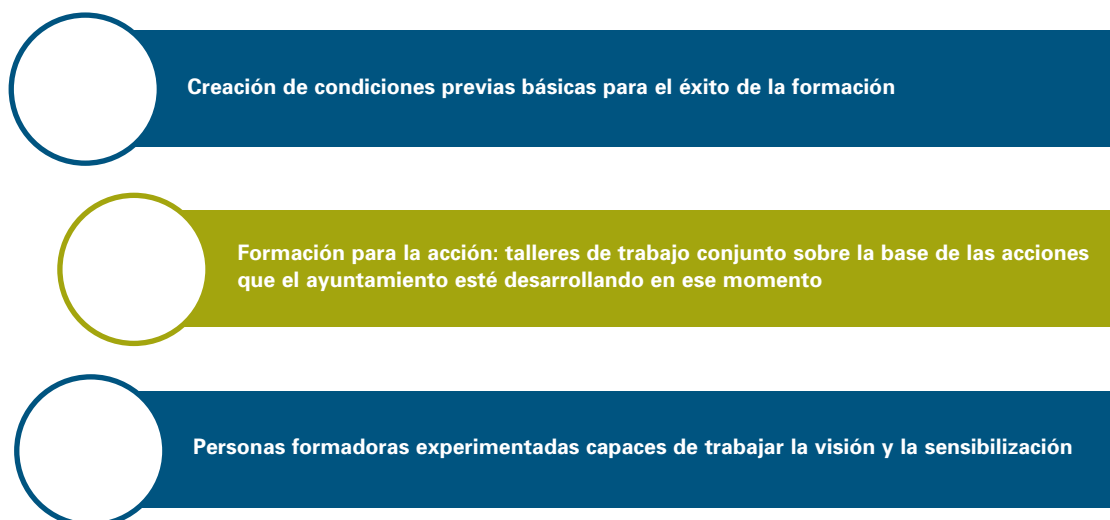 Creación de condiciones previas básicas para el éxito de la formación
Formación para la acción: talleres de trabajo conjunto sobre la base de las acciones
que el ayuntamiento esté desarrollando en ese momento
Personas formadoras experimentadas capaces de trabajar la visión y la sensibilización